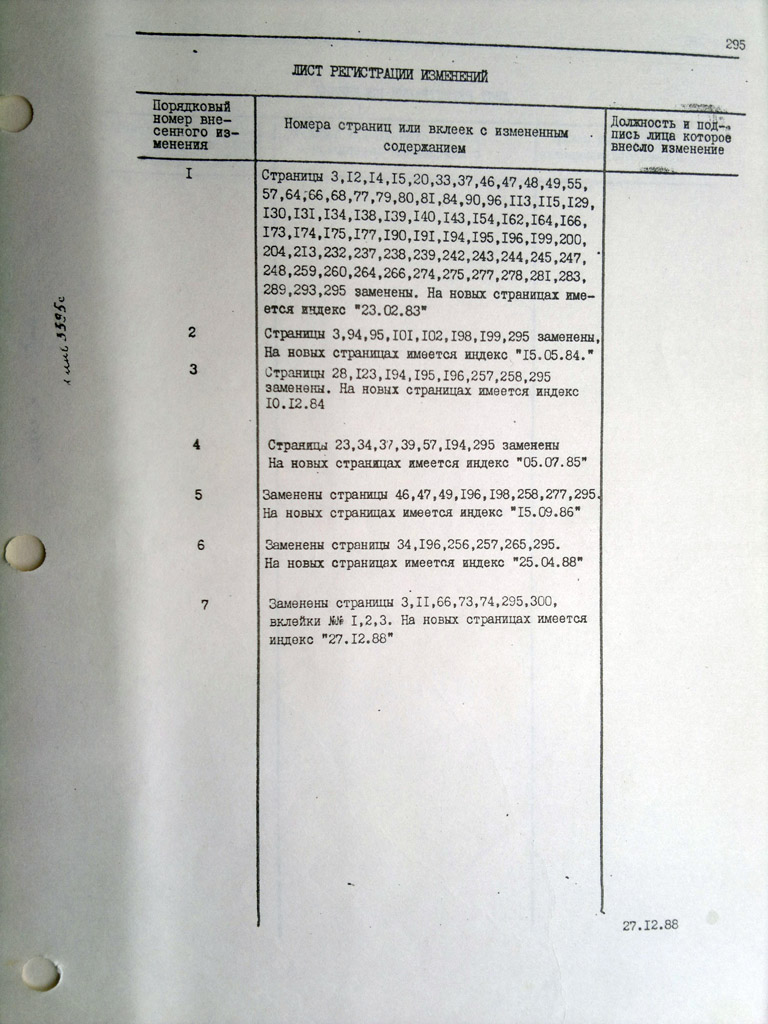 295
ЛИСТ РЕГИСТРАЦИИ ИЗМЕНЕНИЙ
Порядковый
номер вне-
сенного из-
менения
Номера страниц или вклеек с измененным
содержанием
Должность и под-
пись лица которое
внесло изменение
I
Страницы 3,I2,I4,I5,20,33,37,46,47,48,49,55,
57,64,66,68,77,79,80,8I,84,90,96,II3,II5,I29,
I30,I3I,I34,I38,I39,I40,I43,I54,I62,I64,I66,
I73,I74,I75,I77,I90,I9I,I94,I95,I96,I99,200,
204,2I3,232,237,238,239,242,243,244,245,247,
248,259,260,264,266,274,275,277,278,28I,283,
289,293,295 заменены. На новых страницах име-
ется индекс "23.02.83"
2
Страницы 3,94,95,I0I,I02,I98,I99,295 заменены,
На новых страницах имеется индекс "I5.05.84."
3
Страницы 28,I23,I94,I95,I96,257,258,295
заменены. На новых страницах имеется индекс
I0.I2.84
4
Страницы 23,34,37,39,57,I94,295 заменены
На новых страницах имеется индекс "05.07.85"
5
Заменены страницы 46,47,49,I96,I98,258,277,295.
На новых страницах имеется индекс "I5.09.86"
6
Заменены страницы 34,I96,256,257,265,295.
На новых страницах имеется индекс "25.04.88"
7
Заменены страницы 3,II,66,73,74,295,300,
вклейки №№ I,2,3. На новых страницах имеется
индекс "27.I2.88"
27.I2.88